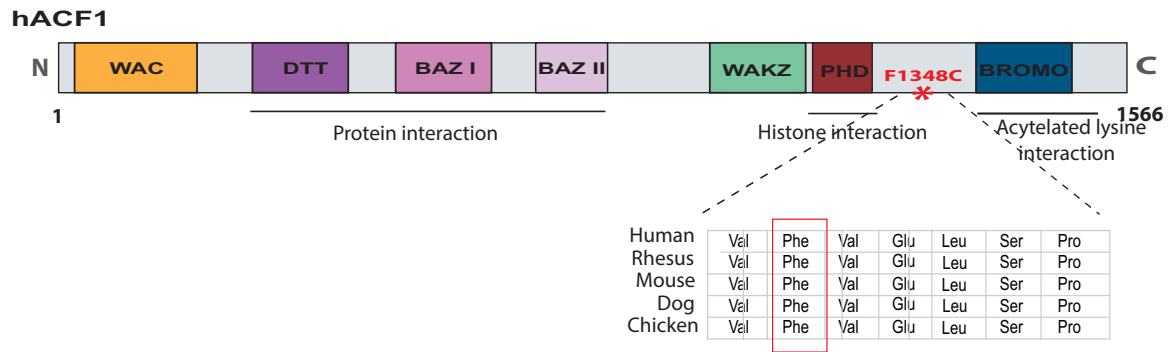 hACF1
N WAC DTT BAZ I BAZ II WAKZ PHD F1348C BROMO C
*
1 1566
Protein interaction Histone interaction Acytelated lysine
interaction
Human Val Phe Val Glu Leu Ser Pro
Rhesus Val Phe Val Glu Leu Ser Pro
Mouse Val Phe Val Glu Leu Ser Pro
Dog Val Phe Val Glu Leu Ser Pro
Chicken Val Phe Val Glu Leu Ser Pro